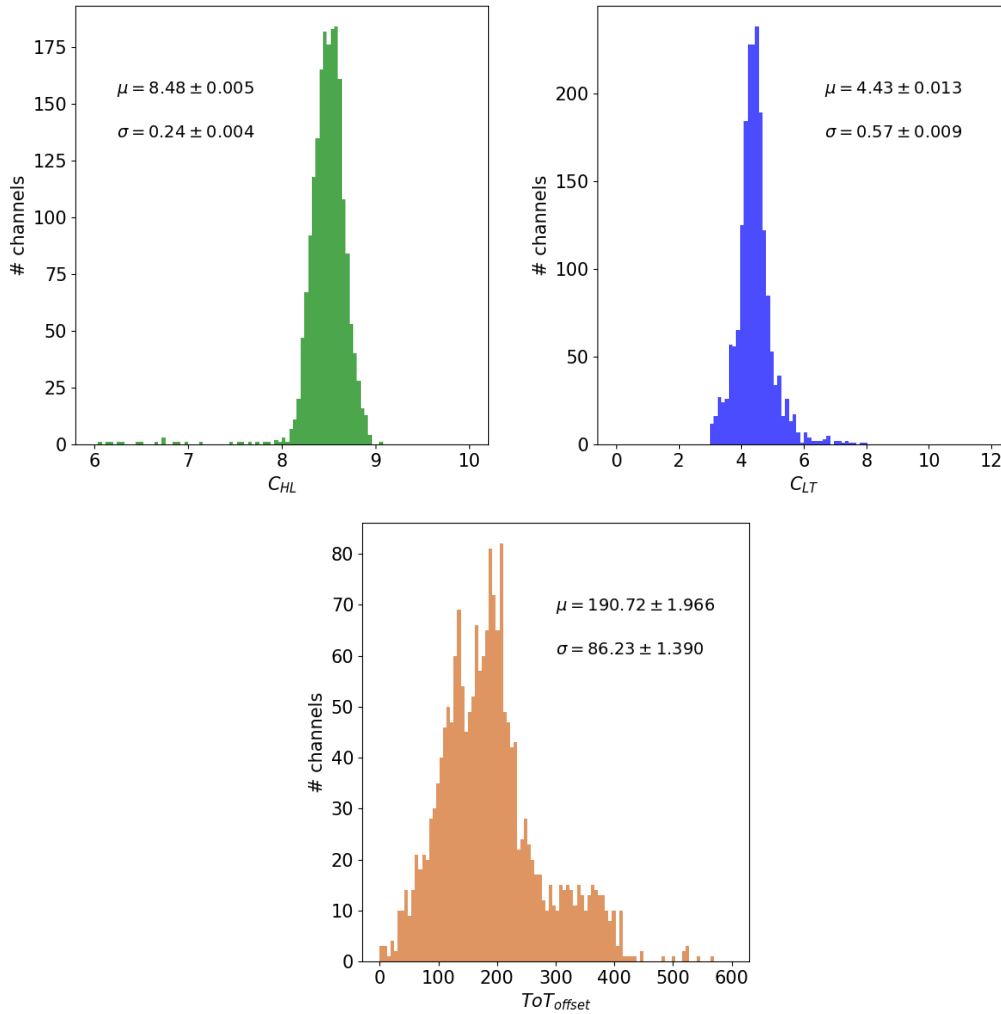 175
150
125
100
75
50
25
0
# channels
μ = 8.48 ± 0.005
σ = 0.24 ± 0.004
6 7 8 9 10
C_HL
200
150
100
50
0
# channels
μ = 4.43 ± 0.013
σ = 0.57 ± 0.009
0 2 4 6 8 10 12
C_LT
80
70
60
50
40
30
20
10
0
# channels
μ = 190.72 ± 1.966
σ = 86.23 ± 1.390
0 100 200 300 400 500 600
ToT_offset